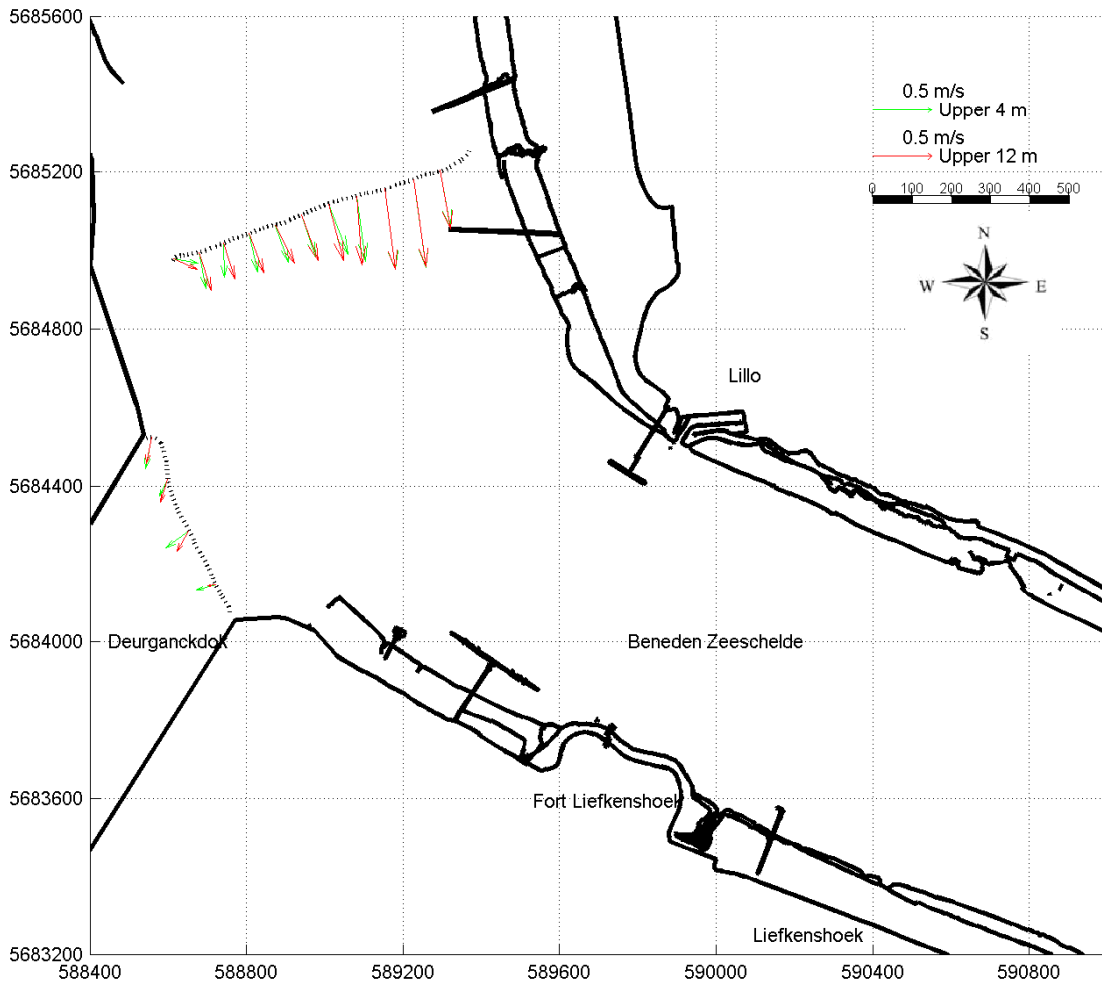 5685600
0.5 m/s
Upper 4 m
0.5 m/s
Upper 12 m
5685200
0 100 200 300 400 500
N
W E
S
5684800
Lillo
5684400
5684000
Deurganckdok
Beneden Zeeschelde
5683600
Fort Liefkenshoek
Liefkenshoek
5683200
588400 588800 589200 589600 590000 590400 590800